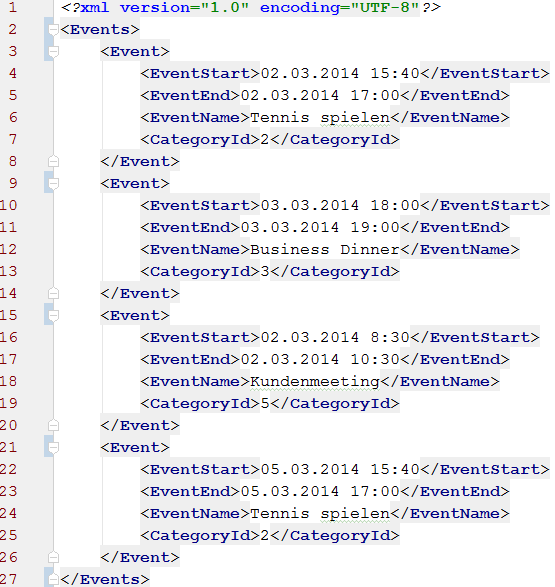 1 <?xml version="1.0" encoding="UTF-8"?>
2 <Events>
3 <Event>
4 <EventStart>02.03.2014 15:40</EventStart>
5 <EventEnd>02.03.2014 17:00</EventEnd>
6 <EventName>Tennis spielen</EventName>
7 <CategoryId>2</CategoryId>
8 </Event>
9 <Event>
10 <EventStart>03.03.2014 18:00</EventStart>
11 <EventEnd>03.03.2014 19:00</EventEnd>
12 <EventName>Business Dinner</EventName>
13 <CategoryId>3</CategoryId>
14 </Event>
15 <Event>
16 <EventStart>02.03.2014 8:30</EventStart>
17 <EventEnd>02.03.2014 10:30</EventEnd>
18 <EventName>Kundenmeeting</EventName>
19 <CategoryId>5</CategoryId>
20 </Event>
21 <Event>
22 <EventStart>05.03.2014 15:40</EventStart>
23 <EventEnd>05.03.2014 17:00</EventEnd>
24 <EventName>Tennis spielen</EventName>
25 <CategoryId>2</CategoryId>
26 </Event>
27 </Events>